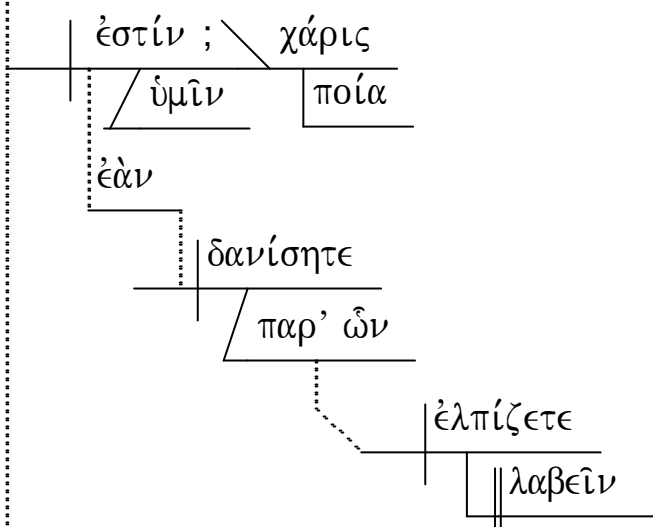 ἐστίν ; χάρις
ὑμῖν ποία
ἐὰν
δανίσητε
παρ’ ὧν
ἐλπίζετε
λαβεῖν